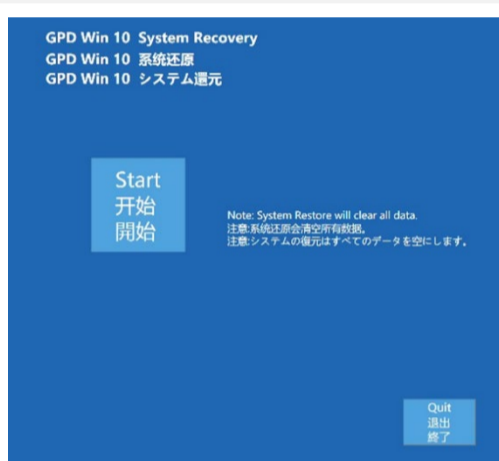 GPD Win 10 System Recovery
GPD Win 10 系统还原
GPD Win 10 システム還元
Start
开始
開始
Note: System Restore will clear all data.
注意:系统还原会清空所有数据。
注意:システムの復元はすべてのデータを空にします。
Quit
退出
終了